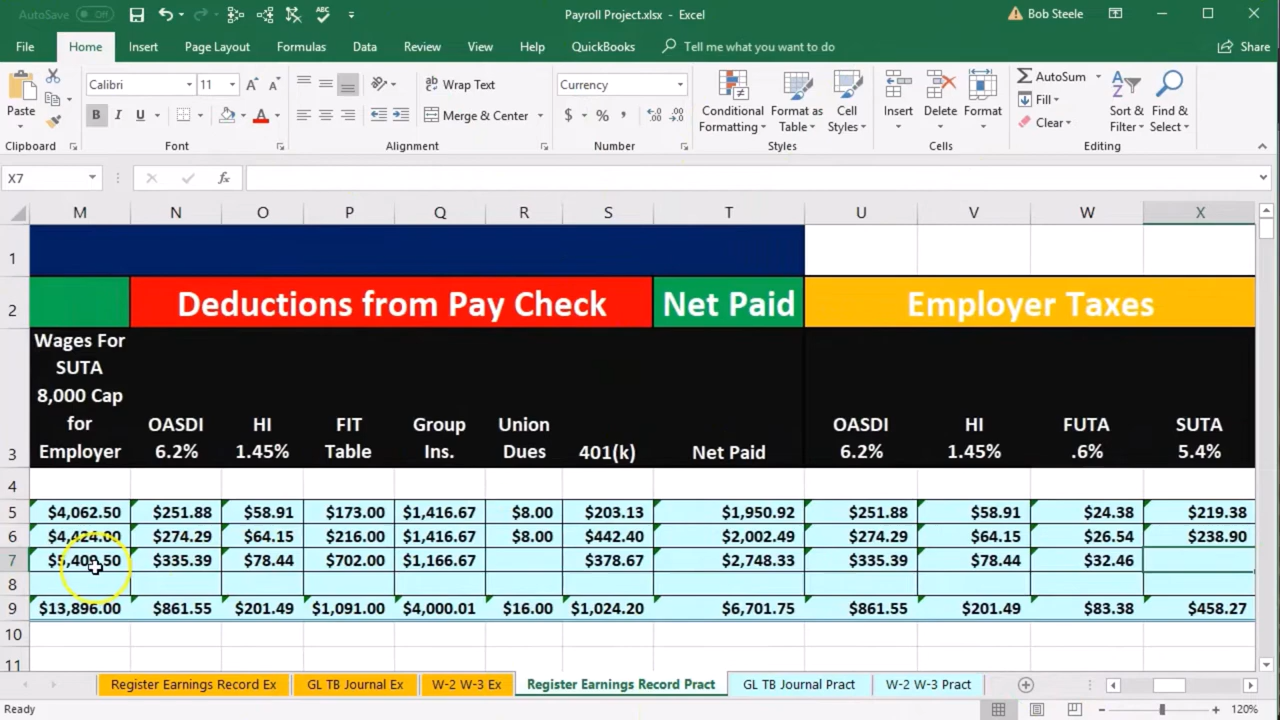 AutoSave Off
Payroll Project.xlsx - Excel
Bob Steele
File Home Insert Page Layout Formulas Data Review View Help QuickBooks Tell me what you want to do Share
Paste
Clipboard
Calibri 11
B I U
Font
Wrap Text
Merge & Center
Alignment
Currency
$ % ,
Number
Conditional Formatting
Format as Table
Cell Styles
Styles
Insert
Delete
Format
Cells
AutoSum
Fill
Clear
Sort & Filter
Find & Select
Editing
X7 fx
M N O P Q R S T U V W X
1
2 Deductions from Pay Check Net Paid Employer Taxes
Wages For
SUTA
8,000 Cap
for OASDI HI FIT Group Union OASDI HI FUTA SUTA
3 Employer 6.2% 1.45% Table Ins. Dues 401(k) Net Paid 6.2% 1.45% .6% 5.4%
4
5 $4,062.50 $251.88 $58.91 $173.00 $1,416.67 $8.00 $203.13 $1,950.92 $251.88 $58.91 $24.38 $219.38
6 $4,424.00 $274.29 $64.15 $216.00 $1,416.67 $8.00 $442.40 $2,002.49 $274.29 $64.15 $26.54 $238.90
7 $5,409.50 $335.39 $78.44 $702.00 $1,166.67 $378.67 $2,748.33 $335.39 $78.44 $32.46
8
9 $13,896.00 $861.55 $201.49 $1,091.00 $4,000.01 $16.00 $1,024.20 $6,701.75 $861.55 $201.49 $83.38 $458.27
10
11
Register Earnings Record Ex GL TB Journal Ex W-2 W-3 Ex Register Earnings Record Pract GL TB Journal Pract W-2 W-3 Pract
Ready
120%